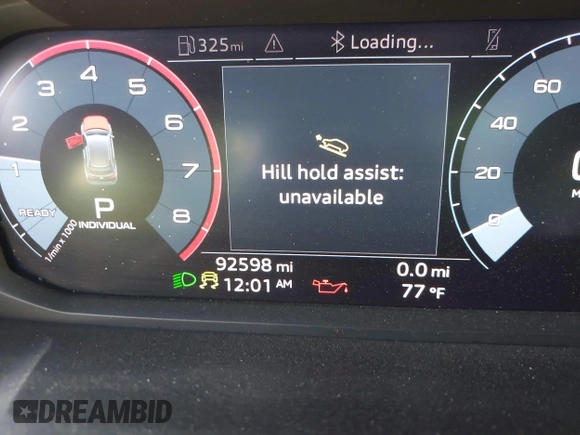 325mi Loading...
3 4 5
2 6
1 7
READY 8
P
INDIVIDUAL
1/min x 1000
Hill hold assist:
unavailable
92598 mi 0.0 mi
12:01 AM 77 °F
60
40
20
0
DREAMBID